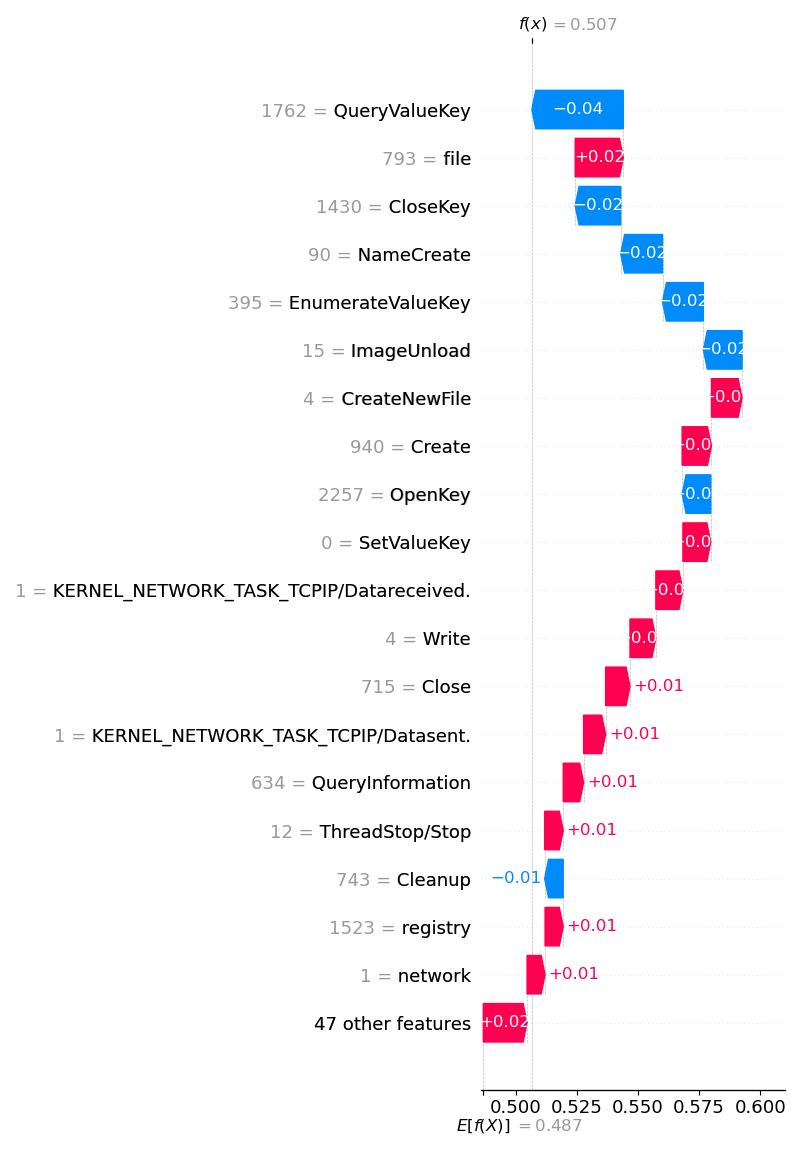 f(x) = 0.507
1762 = QueryValueKey
−0.04
793 = file
+0.02
1430 = CloseKey
−0.02
90 = NameCreate
−0.02
395 = EnumerateValueKey
−0.02
15 = ImageUnload
−0.02
4 = CreateNewFile
940 = Create
2257 = OpenKey
0 = SetValueKey
1 = KERNEL_NETWORK_TASK_TCPIP/Datareceived.
4 = Write
715 = Close
+0.01
1 = KERNEL_NETWORK_TASK_TCPIP/Datasent.
+0.01
634 = QueryInformation
+0.01
12 = ThreadStop/Stop
+0.01
743 = Cleanup
−0.01
1523 = registry
+0.01
1 = network
+0.01
47 other features
+0.02
0.500 0.525 0.550 0.575 0.600
E[f(X)] = 0.487